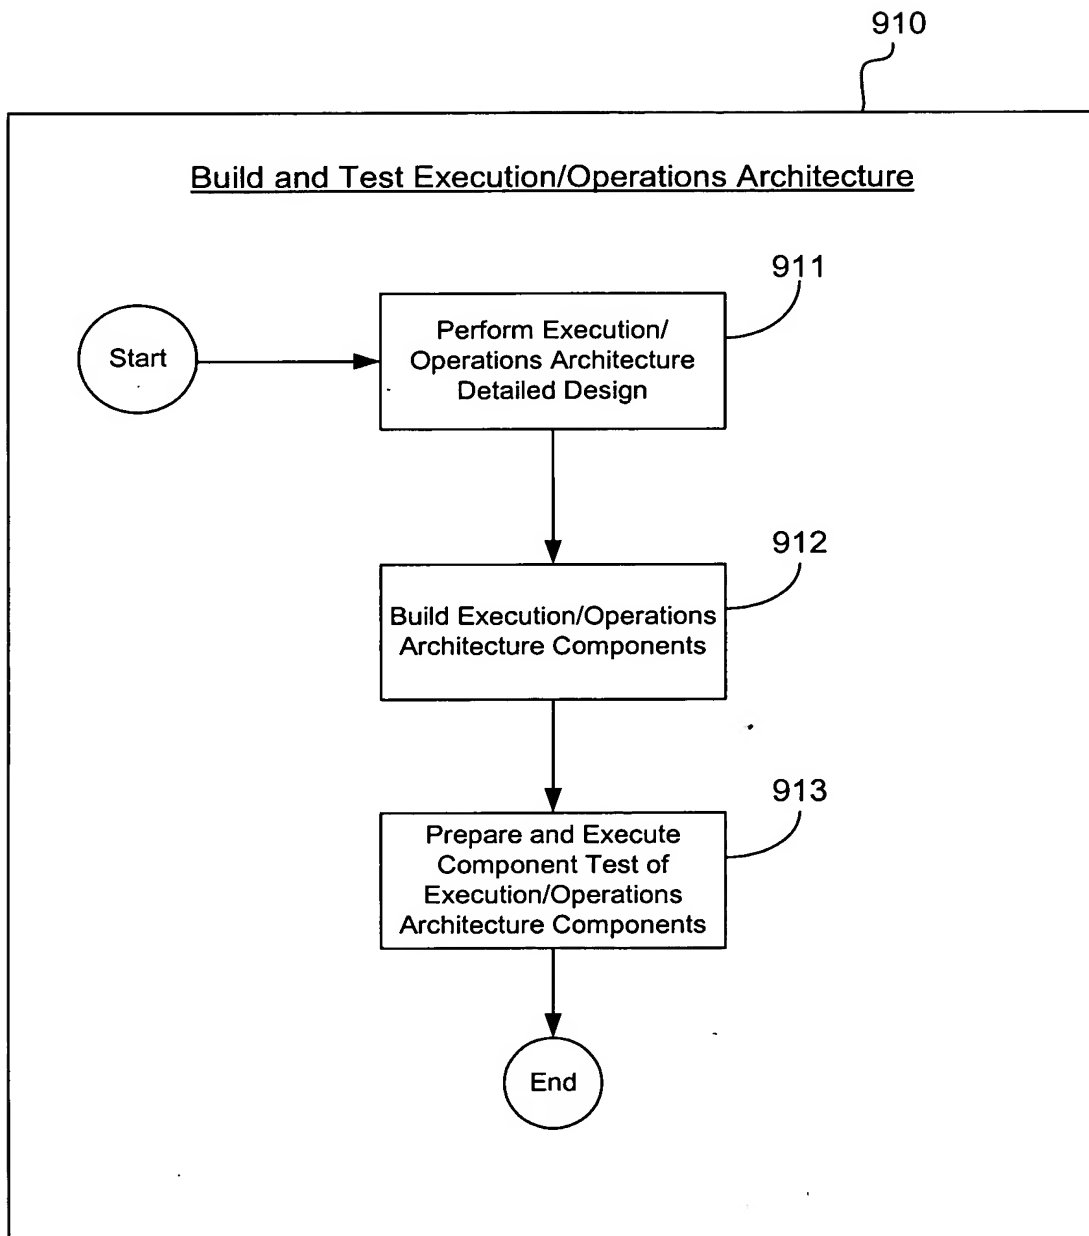 910
Build and Test Execution/Operations Architecture
911
Start
Perform Execution/
Operations Architecture
Detailed Design
912
Build Execution/Operations
Architecture Components
913
Prepare and Execute
Component Test of
Execution/Operations
Architecture Components
End